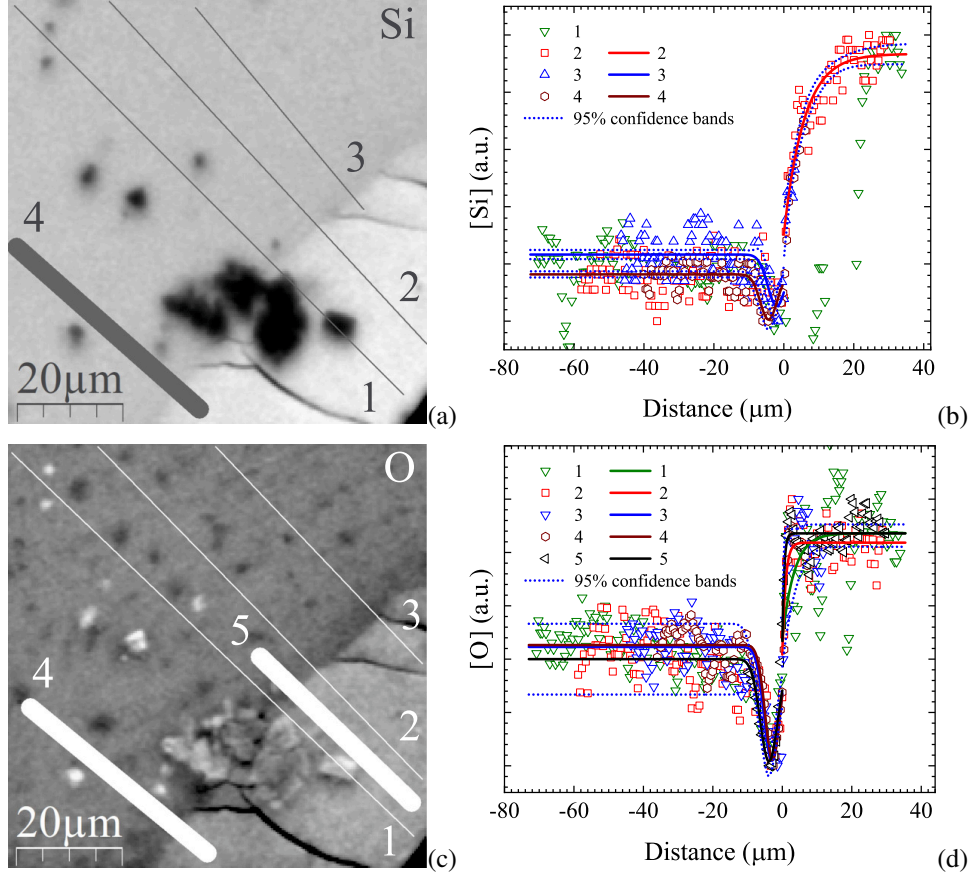 Si
3
4
2
1
20μm
(a)
[Si] (a.u.)
1
2 2
3 3
4 4
95% confidence bands
-80 -60 -40 -20 0 20 40
Distance (μm)
(b)
O
3
5
4
2
1
20μm
(c)
[O] (a.u.)
1 1
2 2
3 3
4 4
5 5
95% confidence bands
-80 -60 -40 -20 0 20 40
Distance (μm)
(d)